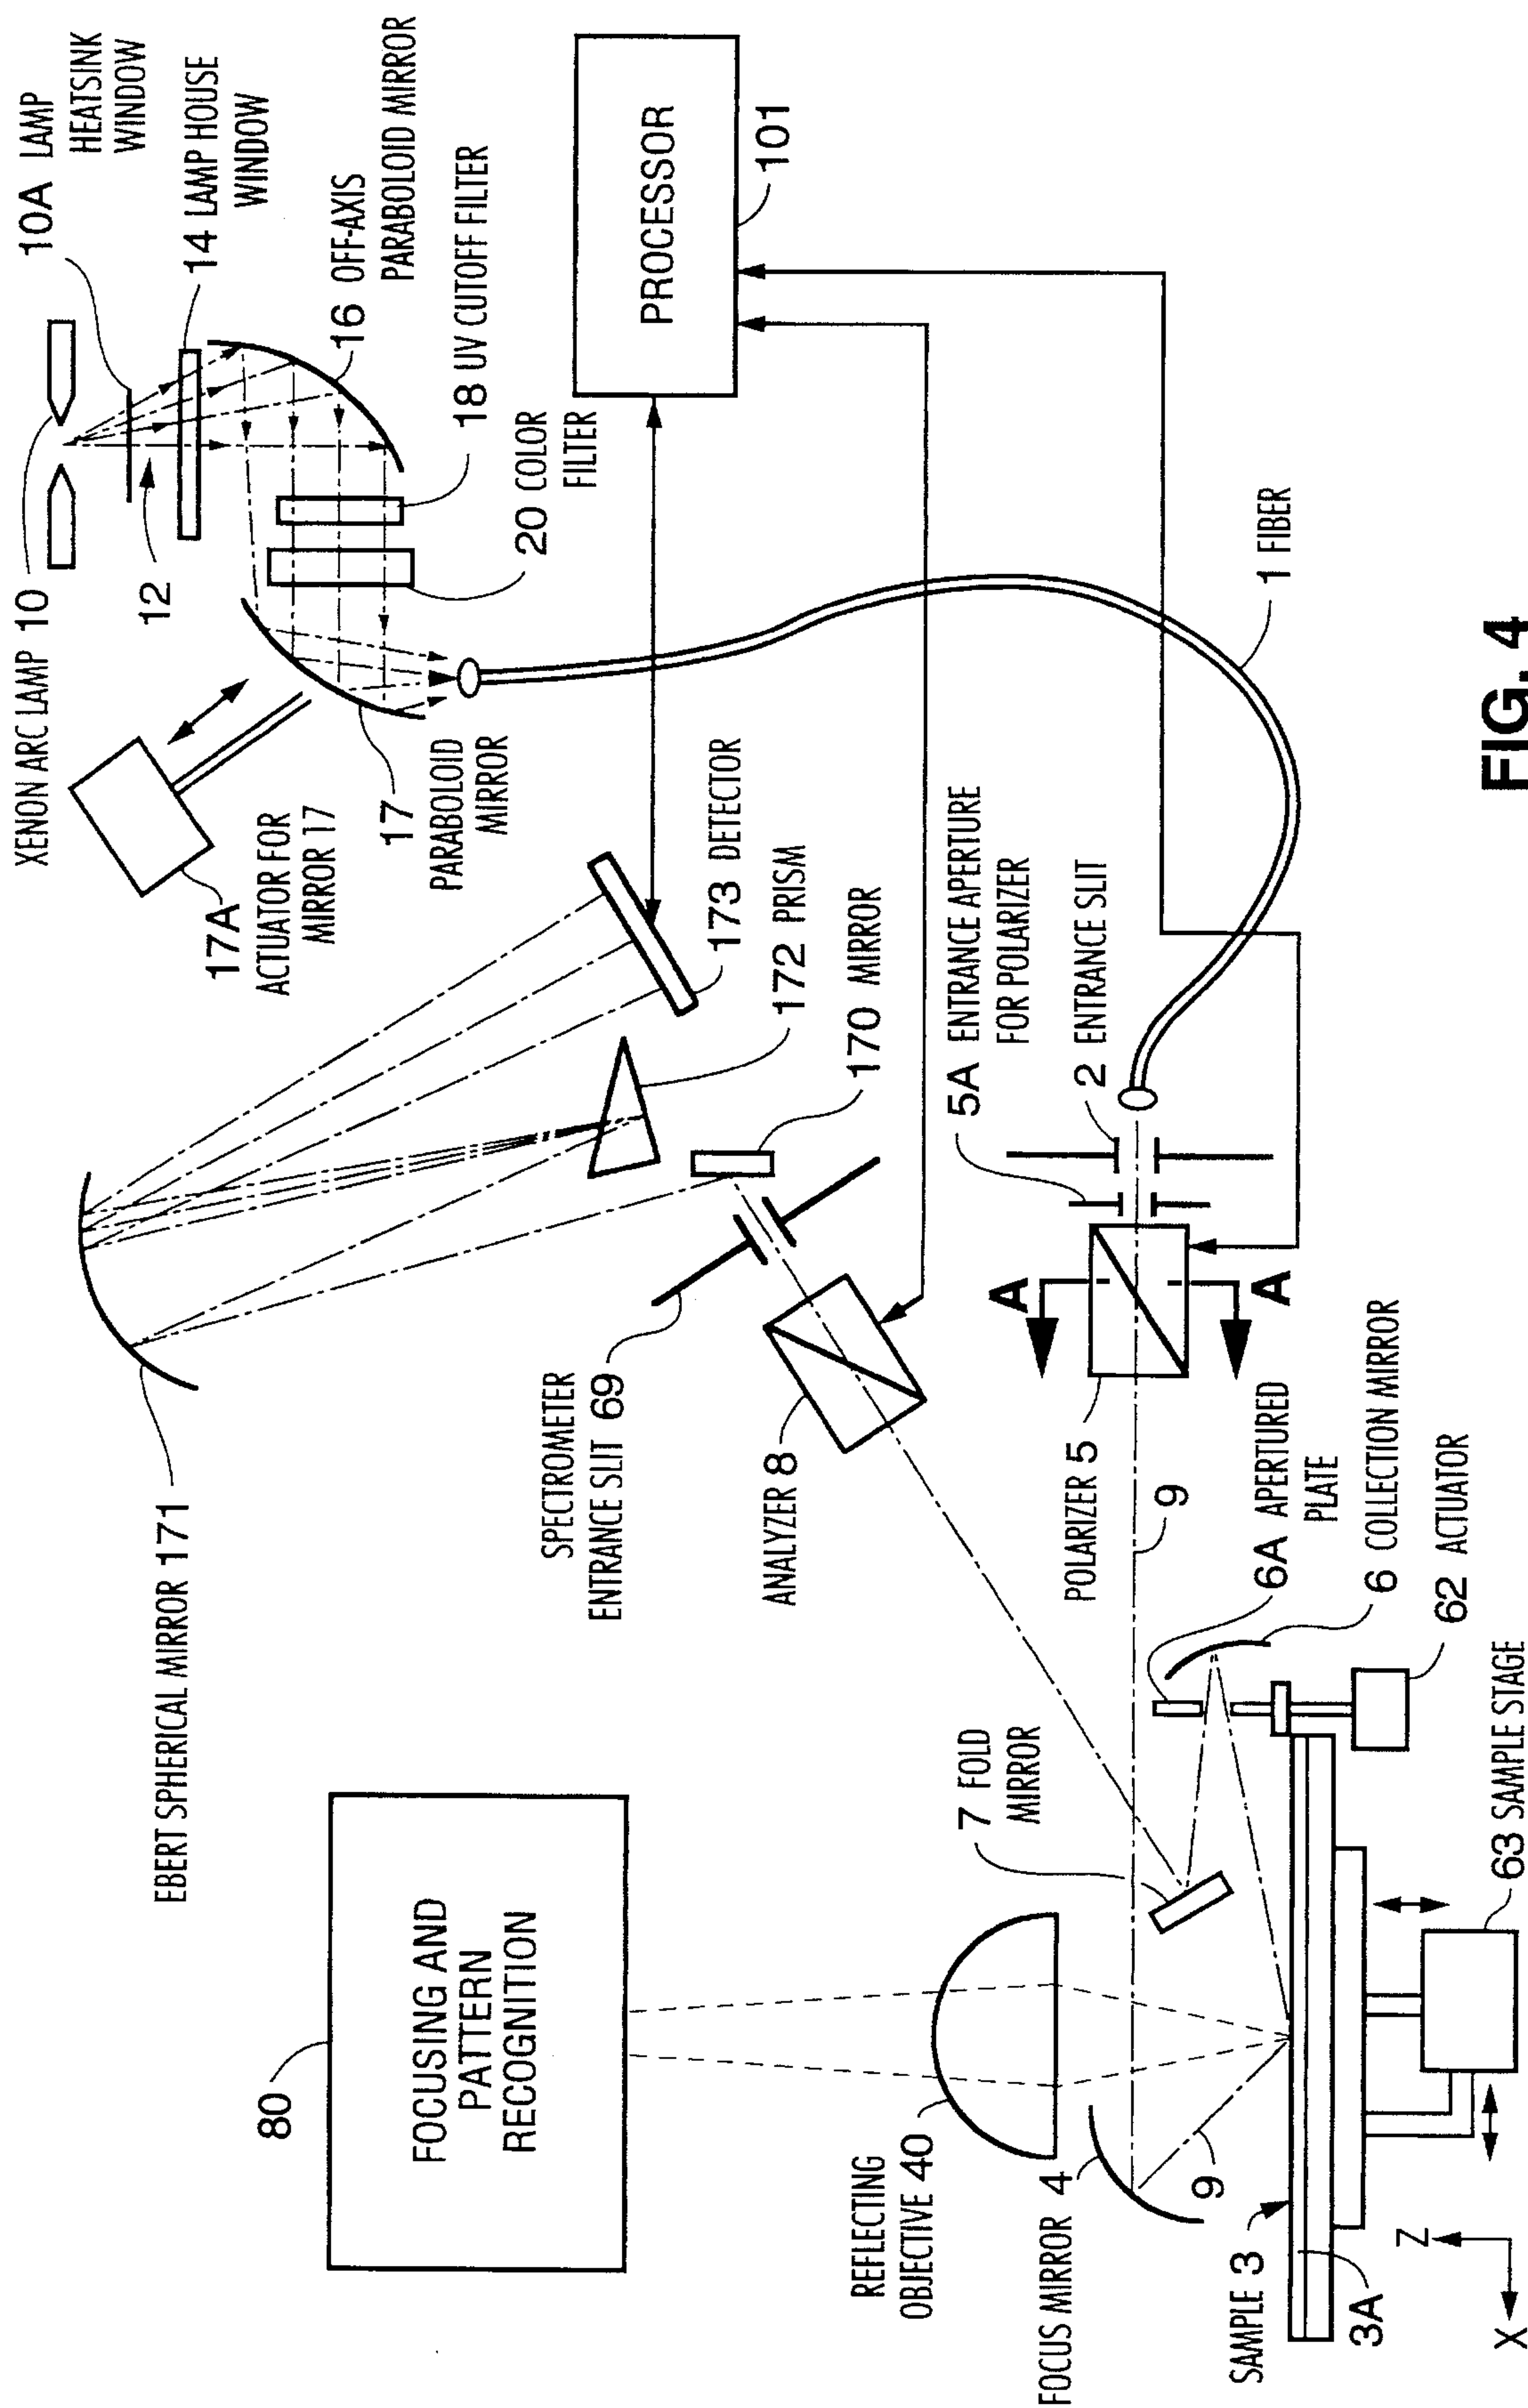 10A LAMP
HEATSINK
WINDOW
14 LAMP HOUSE
WINDOW
16 OFF-AXIS
PARABOLOID MIRROR
18 UV CUTOFF FILTER
20 COLOR
FILTER
XENON ARC LAMP 10
12
17A
ACTUATOR FOR
MIRROR 17
17
PARABOLOID
MIRROR
PROCESSOR
101
1 FIBER
173 DETECTOR
172 PRISM
170 MIRROR
5A ENTRANCE APERTURE
FOR POLARIZER
2 ENTRANCE SLIT
EBERT SPHERICAL MIRROR 171
SPECTROMETER
ENTRANCE SLIT 69
ANALYZER 8
A
A
POLARIZER 5
9
6A APERTURED
PLATE
6 COLLECTION MIRROR
62 ACTUATOR
7 FOLD
MIRROR
63 SAMPLE STAGE
80
FOCUSING AND
PATTERN
RECOGNITION
REFLECTING
OBJECTIVE 40
FOCUS MIRROR 4
9
SAMPLE 3
3A
Z
X
FIG. 4